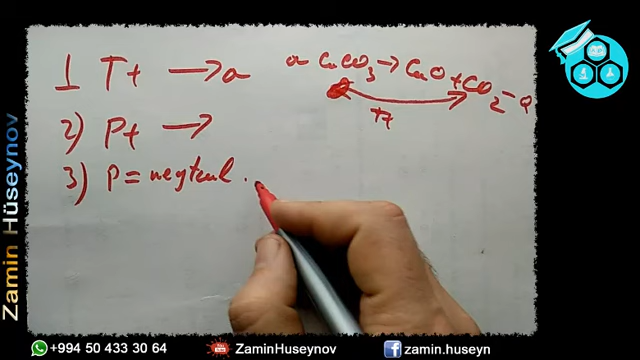 1 T+ → a
2) P+ →
3) P = neytral .
a CaCO3 → CaO + CO2 - Q
T+
Zamin Hüseynov
+994 50 433 30 64
ZaminHuseynov
zamin.huseyn